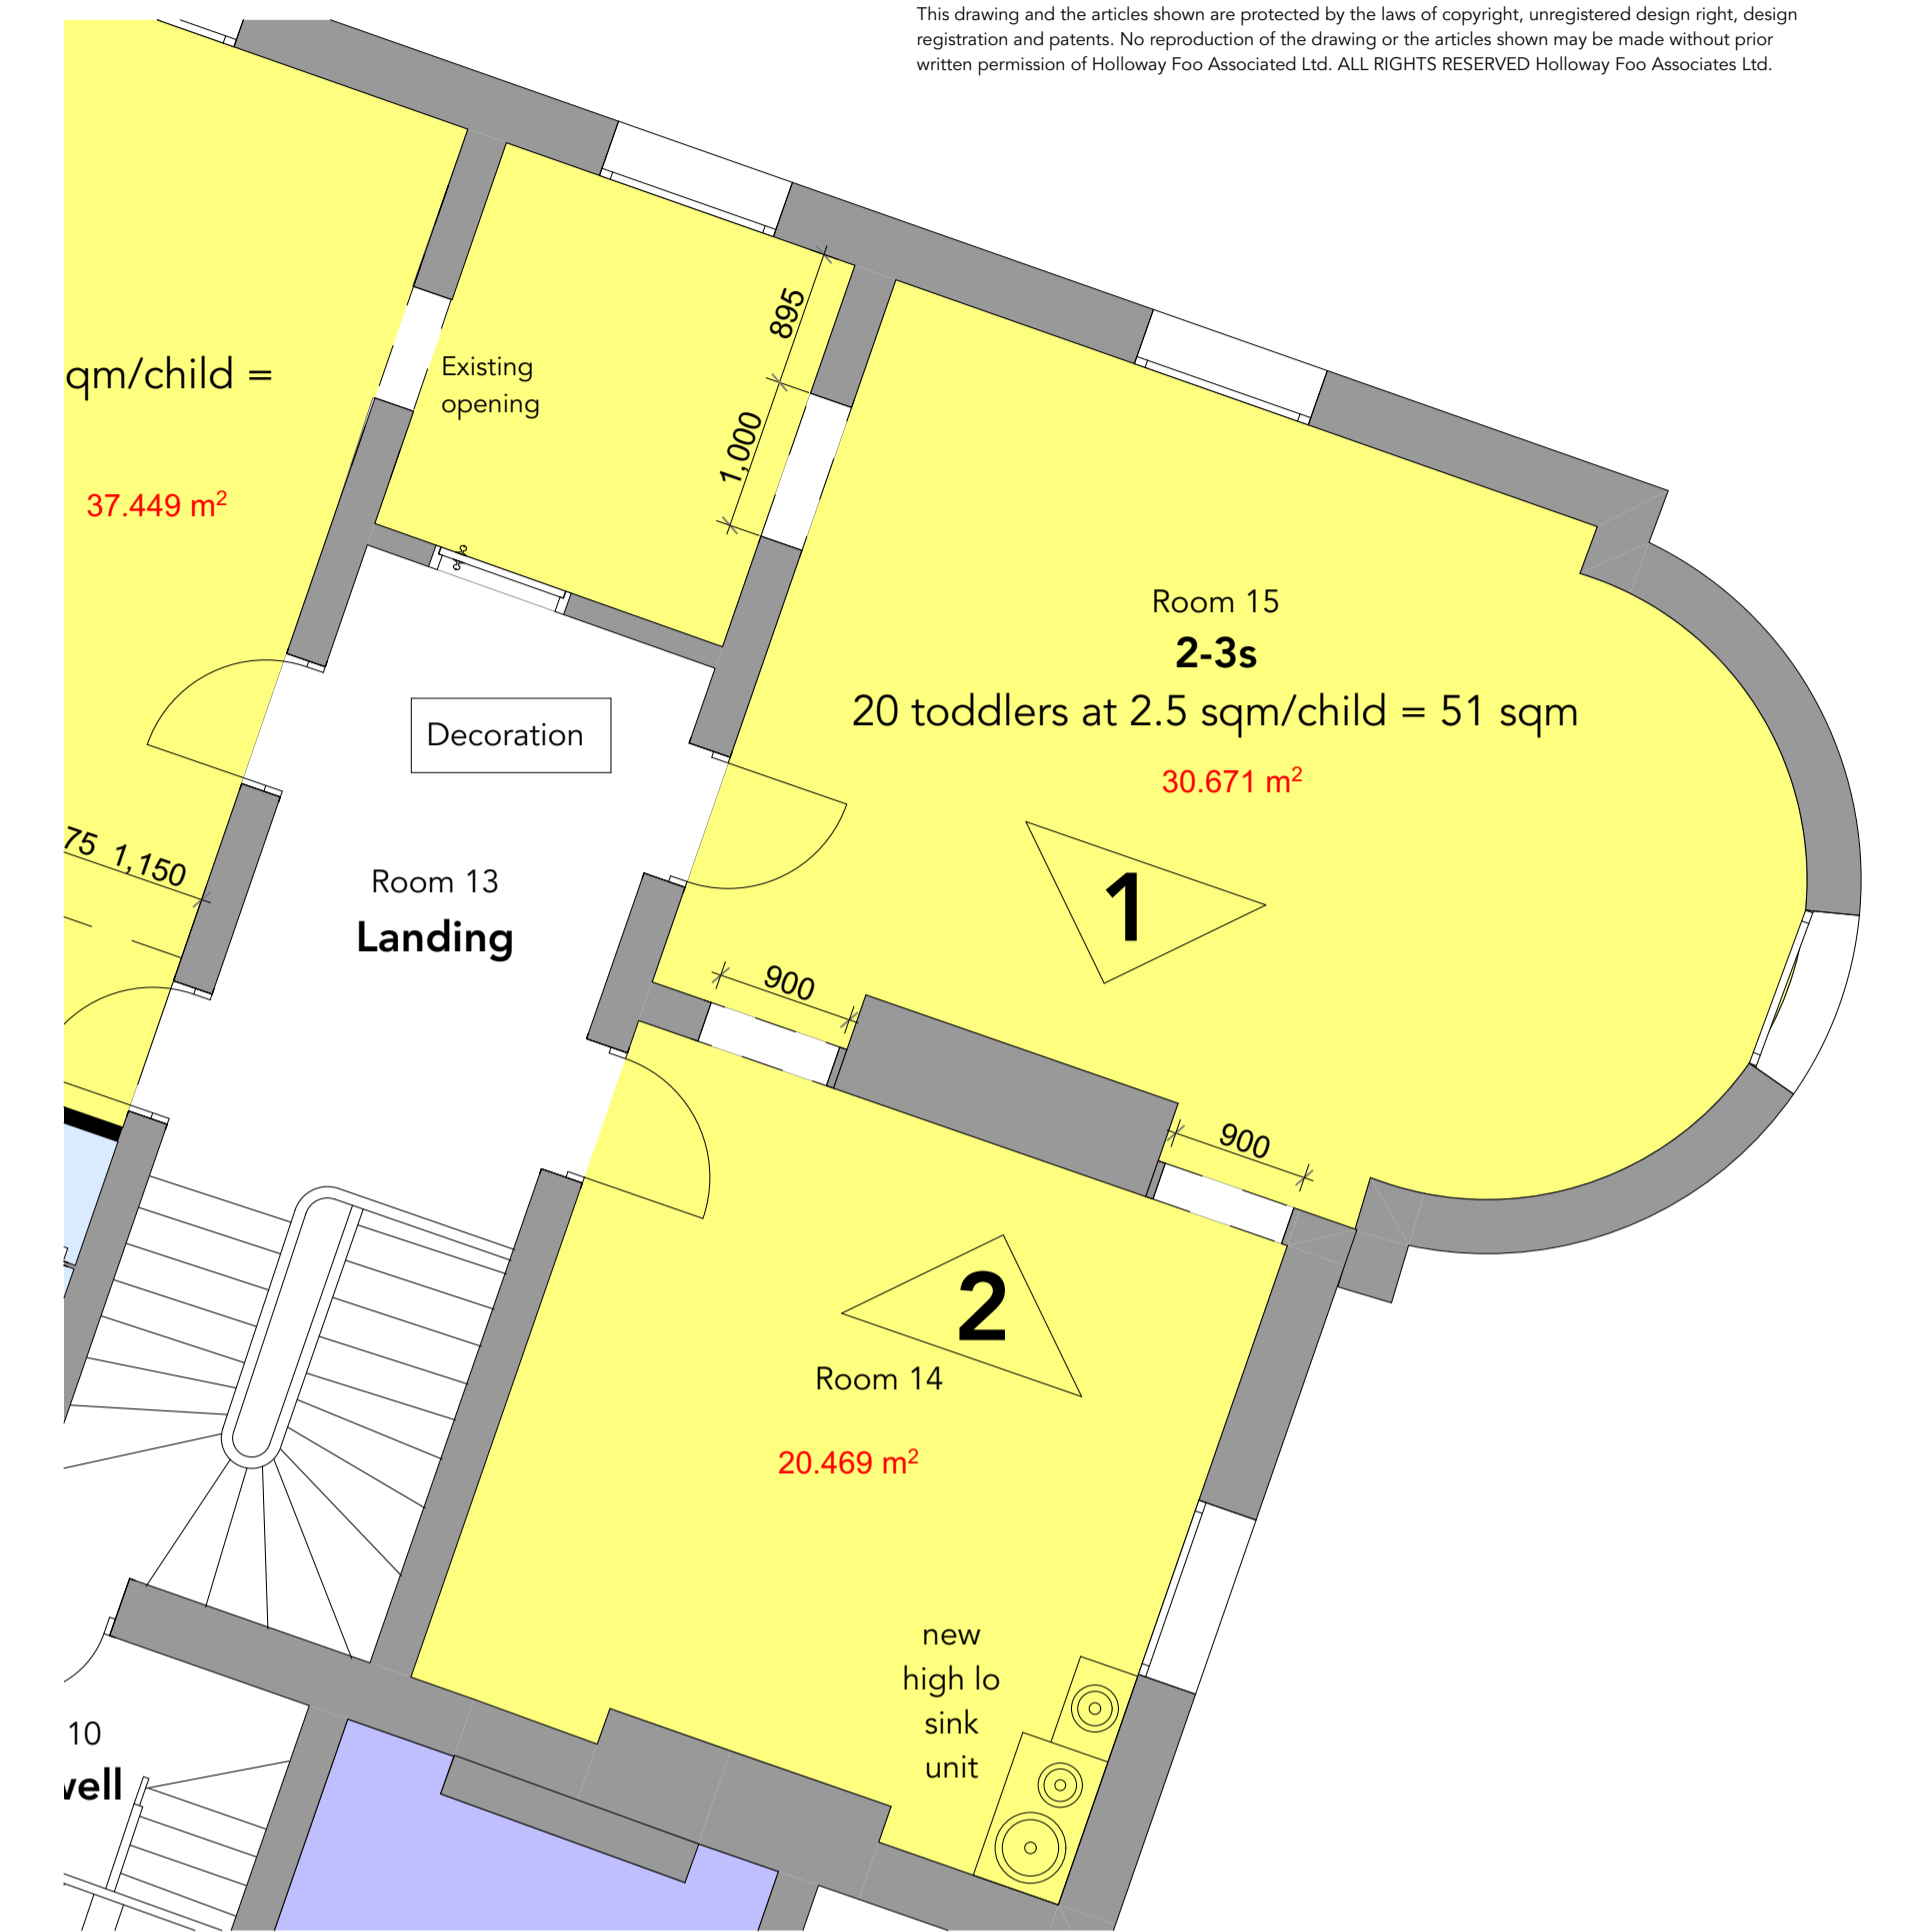 This drawing and the articles shown are protected by the laws of copyright, unregistered design right, design
registration and patents. No reproduction of the drawing or the articles shown may be made without prior
written permission of Holloway Foo Associated Ltd. ALL RIGHTS RESERVED Holloway Foo Associates Ltd.
895
Existing
opening
qm/child =
1,000
37.449 m²
Room 15
2-3s
20 toddlers at 2.5 sqm/child = 51 sqm
30.671 m²
Decoration
75 1,150
Room 13
Landing
1
900
900
2
Room 14
20.469 m²
new
high lo
sink
unit
10
vell